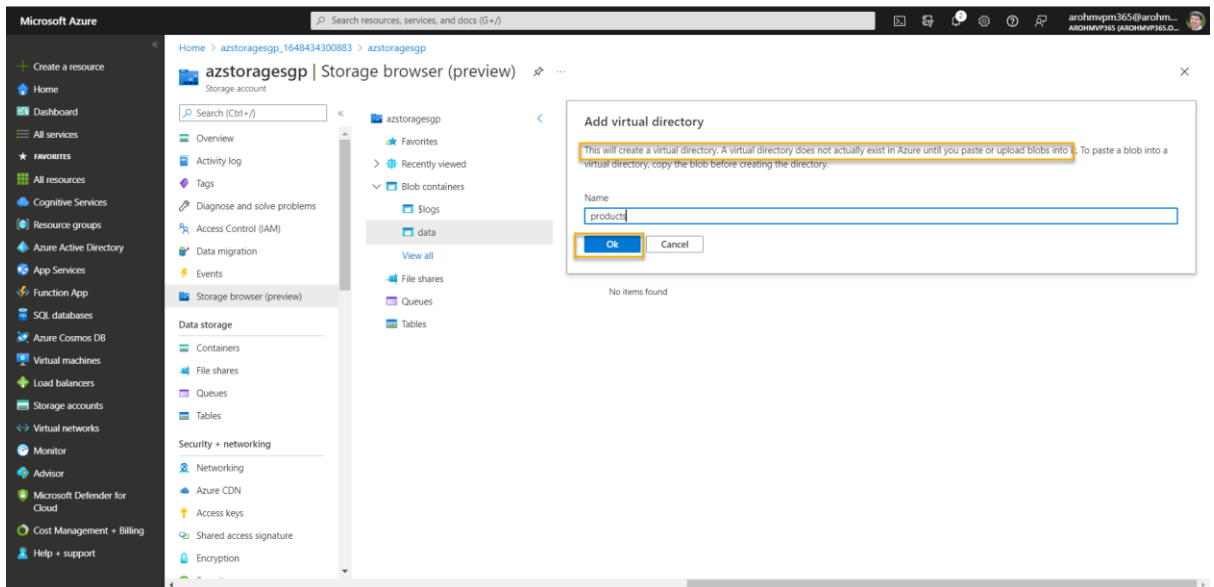 Microsoft Azure
Search resources, services, and docs (G+/)
arohmvpm365@arohm...
AROHMVP365 (AROHMVP365.O...
Create a resource
Home
Dashboard
All services
FAVORITES
All resources
Cognitive Services
Resource groups
Azure Active Directory
App Services
Function App
SQL databases
Azure Cosmos DB
Virtual machines
Load balancers
Storage accounts
Virtual networks
Monitor
Advisor
Microsoft Defender for
Cloud
Cost Management + Billing
Help + support
Home > azstoragesgp_1648434300883 > azstoragesgp
azstoragesgp | Storage browser (preview) ...
Storage account
Search (Ctrl+/)
Overview
Activity log
Tags
Diagnose and solve problems
Access Control (IAM)
Data migration
Events
Storage browser (preview)
Data storage
Containers
File shares
Queues
Tables
Security + networking
Networking
Azure CDN
Access keys
Shared access signature
Encryption
azstoragesgp
Favorites
Recently viewed
Blob containers
$logs
data
View all
File shares
Queues
Tables
Add virtual directory
This will create a virtual directory. A virtual directory does not actually exist in Azure until you paste or upload blobs into it. To paste a blob into a
virtual directory, copy the blob before creating the directory.
Name
products
Ok Cancel
No items found